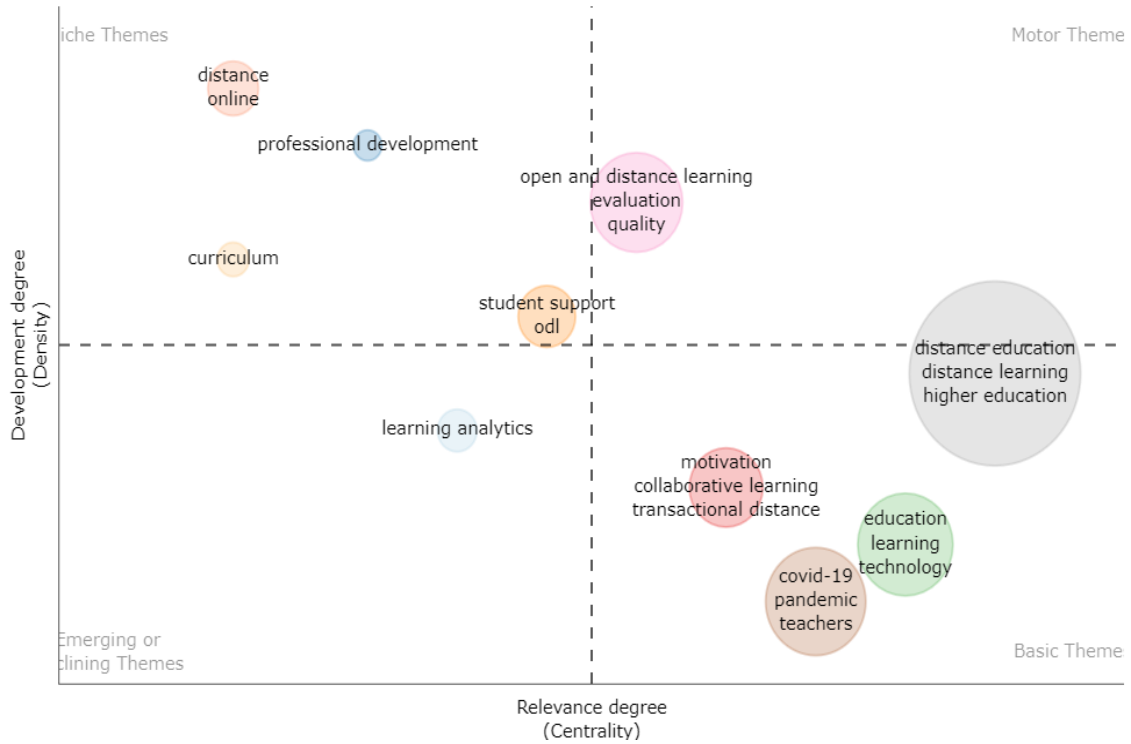 iche Themes
Motor Theme
distance
online
professional development
open and distance learning
evaluation
quality
curriculum
student support
odl
Development degree
(Density)
distance education
distance learning
higher education
learning analytics
motivation
collaborative learning
transactional distance
education
learning
technology
covid-19
pandemic
teachers
Emerging or
clining Themes
Basic Themes
Relevance degree
(Centrality)